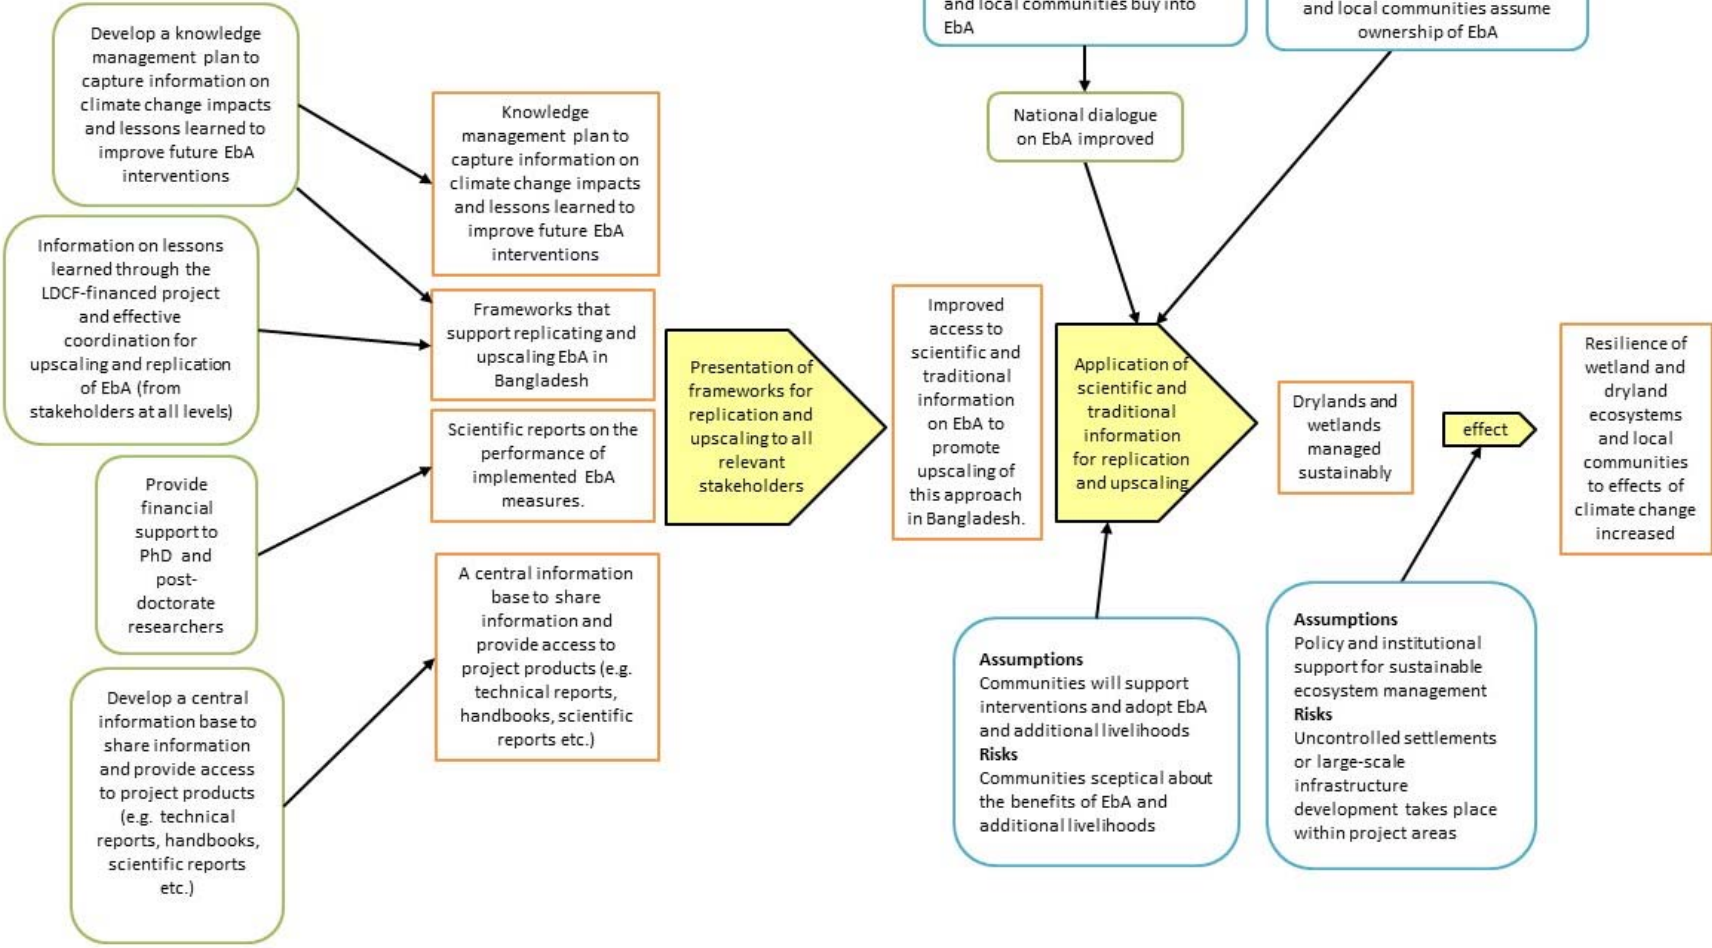 Develop a knowledge
management plan to
capture information on
climate change impacts
and lessons learned to
improve future EbA
interventions
Information on lessons
learned through the
LDCF-financed project
and effective
coordination for
upscaling and replication
of EbA (from
stakeholders at all levels)
Provide
financial
support to
PhD and
post-
doctorate
researchers
Develop a central
information base to
share information
and provide access
to project products
(e.g. technical
reports, handbooks,
scientific reports
etc.)
Knowledge
management plan to
capture information on
climate change impacts
and lessons learned to
improve future EbA
interventions
Frameworks that
support replicating and
upscaling EbA in
Bangladesh
Scientific reports on the
performance of
implemented EbA
measures.
A central information
base to share
information and
provide access to
project products (e.g.
technical reports,
handbooks, scientific
reports etc.)
Presentation of
frameworks for
replication and
upscaling to all
relevant
stakeholders
Improved
access to
scientific and
traditional
information
on EbA to
promote
upscaling of
this approach
in Bangladesh.
and local communities buy into
EbA
National dialogue
on EbA improved
and local communities assume
ownership of EbA
Application of
scientific and
traditional
information
for replication
and upscaling
Assumptions
Communities will support
interventions and adopt EbA
and additional livelihoods
Risks
Communities sceptical about
the benefits of EbA and
additional livelihoods
Drylands and
wetlands
managed
sustainably
effect
Assumptions
Policy and institutional
support for sustainable
ecosystem management
Risks
Uncontrolled settlements
or large-scale
infrastructure
development takes place
within project areas
Resilience of
wetland and
dryland
ecosystems
and local
communities
to effects of
climate change
increased